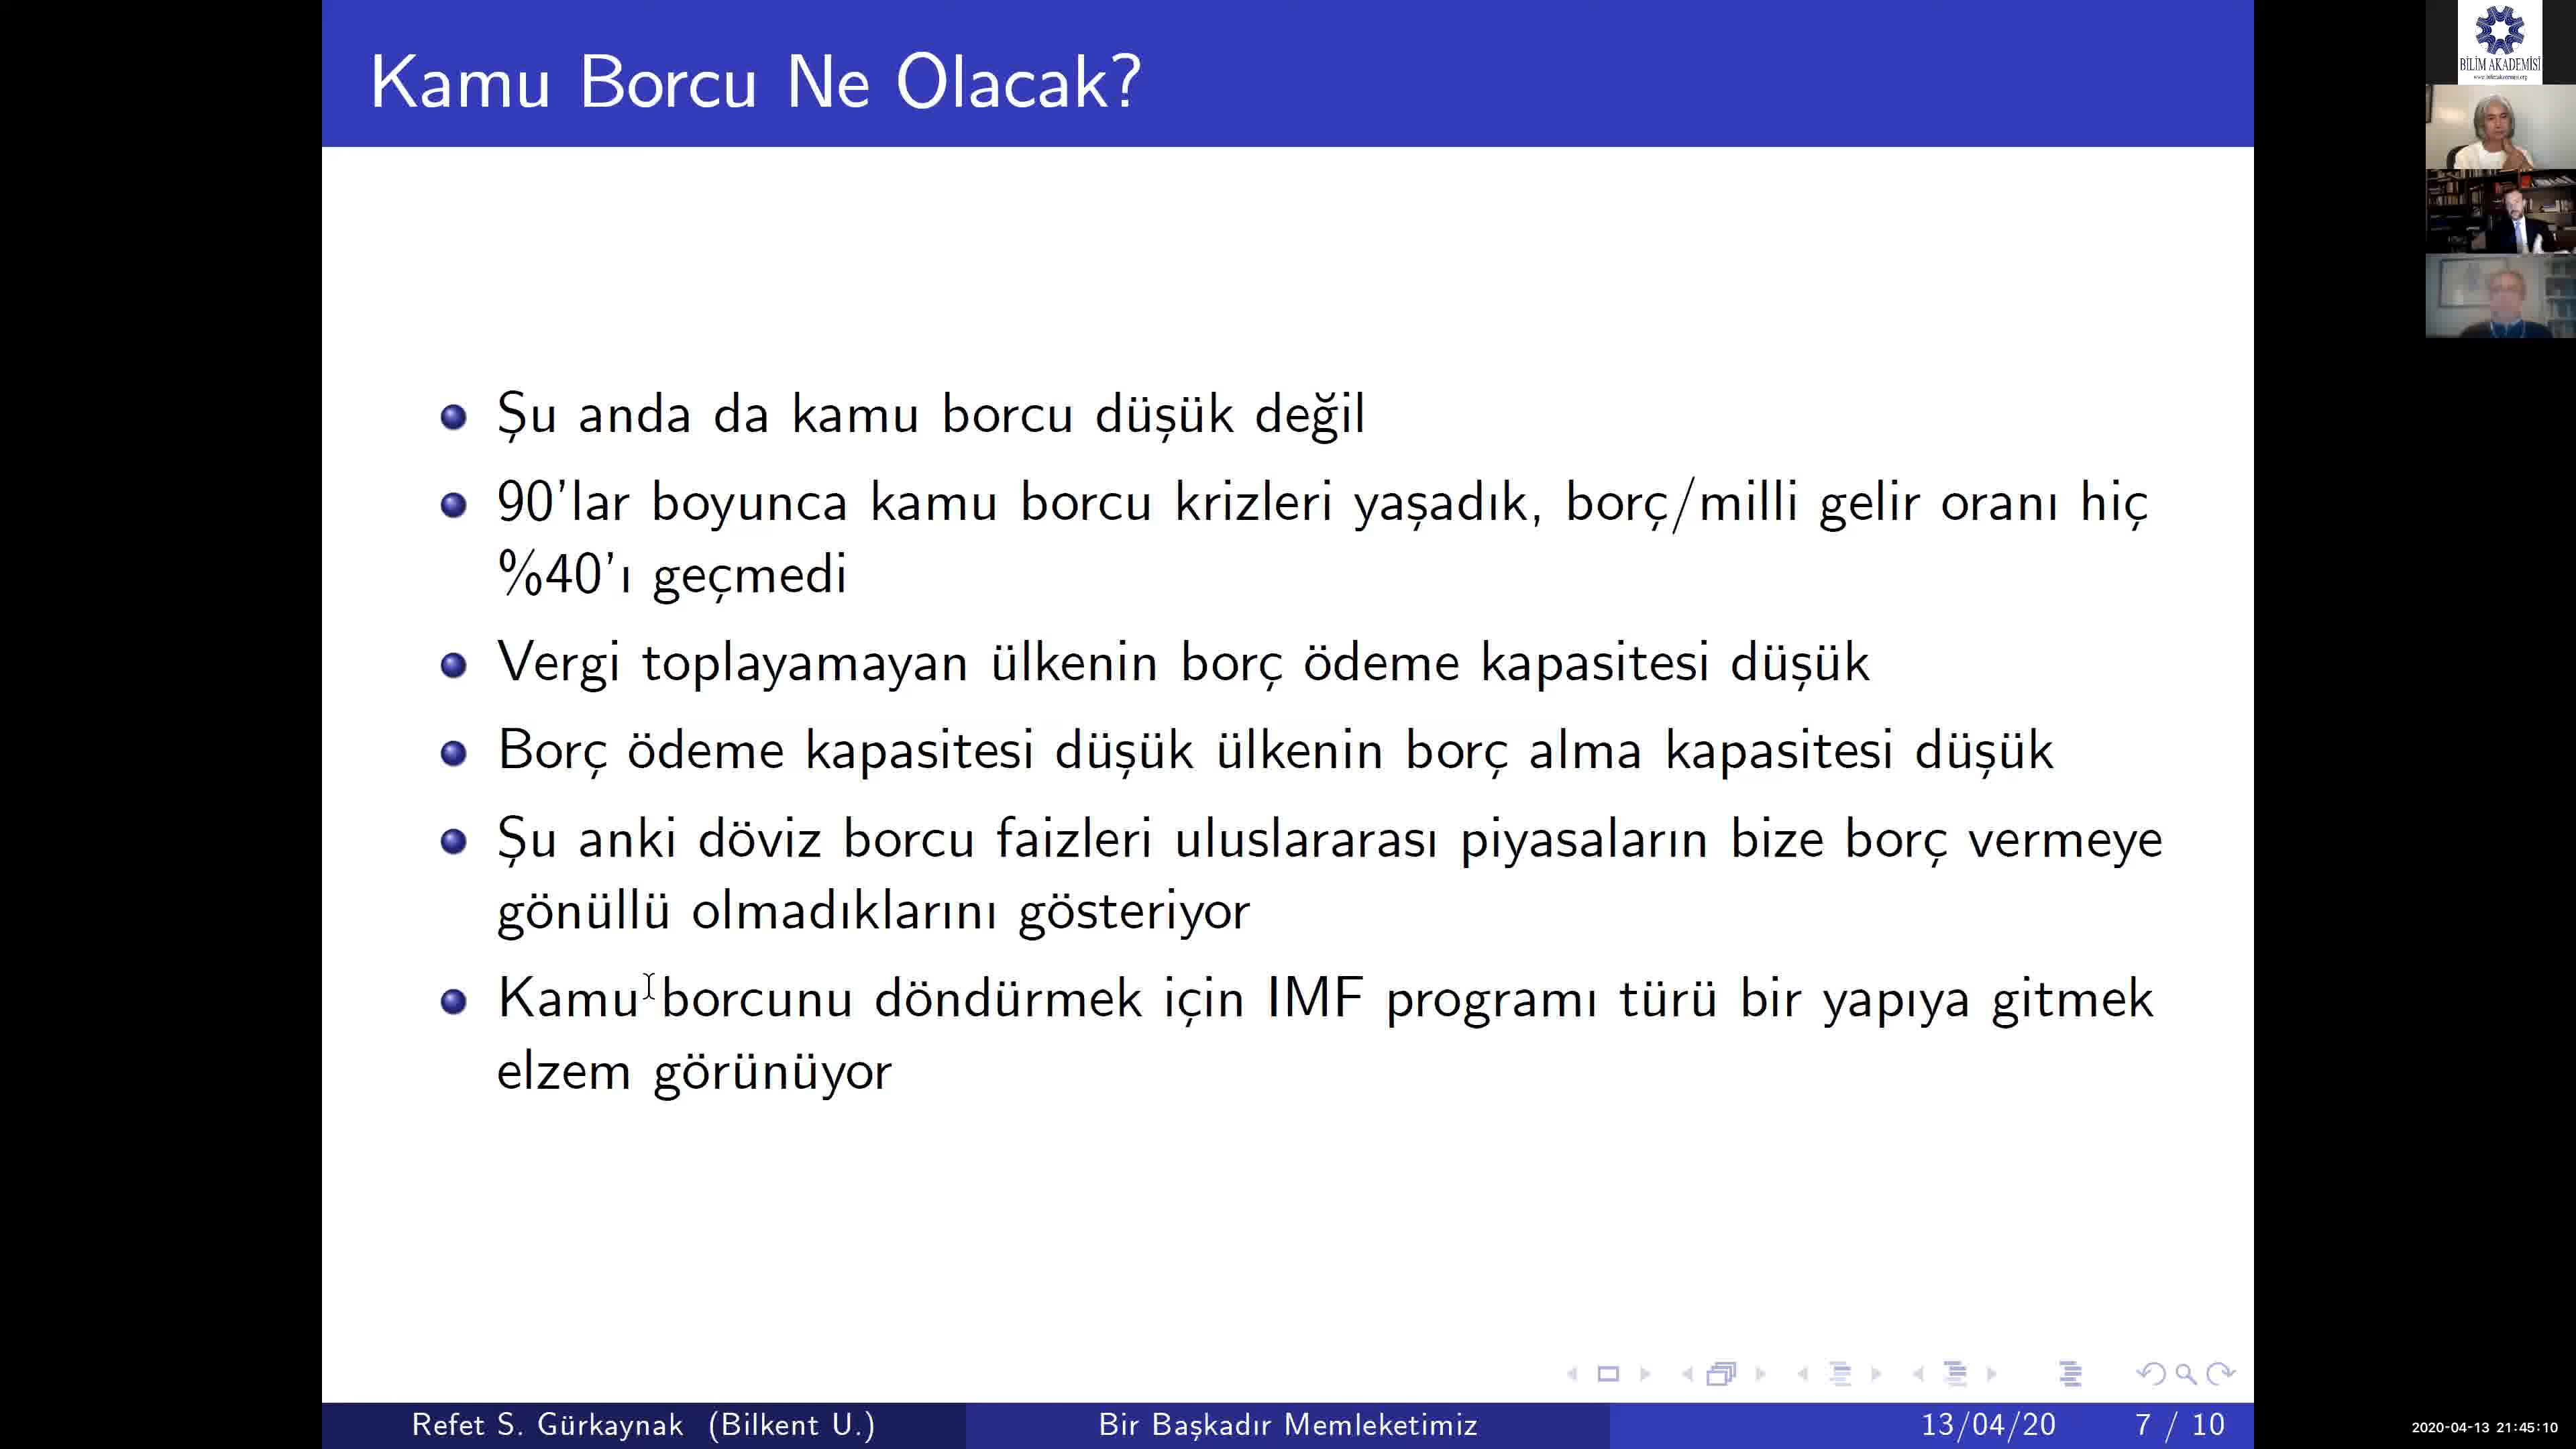 Kamu Borcu Ne Olacak?
Şu anda da kamu borcu düşük değil
90'lar boyunca kamu borcu krizleri yaşadık, borç/milli gelir oranı hiç
%40'ı geçmedi
Vergi toplayamayan ülkenin borç ödeme kapasitesi düşük
Borç ödeme kapasitesi düşük ülkenin borç alma kapasitesi düşük
Şu anki döviz borcu faizleri uluslararası piyasaların bize borç vermeye
gönüllü olmadıklarını gösteriyor
Kamu borcunu döndürmek için IMF programı türü bir yapıya gitmek
elzem görünüyor
Refet S. Gürkaynak (Bilkent U.)
Bir Başkadır Memleketimiz
13/04/20
7 / 10
BİLİM AKADEMİSİ
2020-04-13 21:45:10